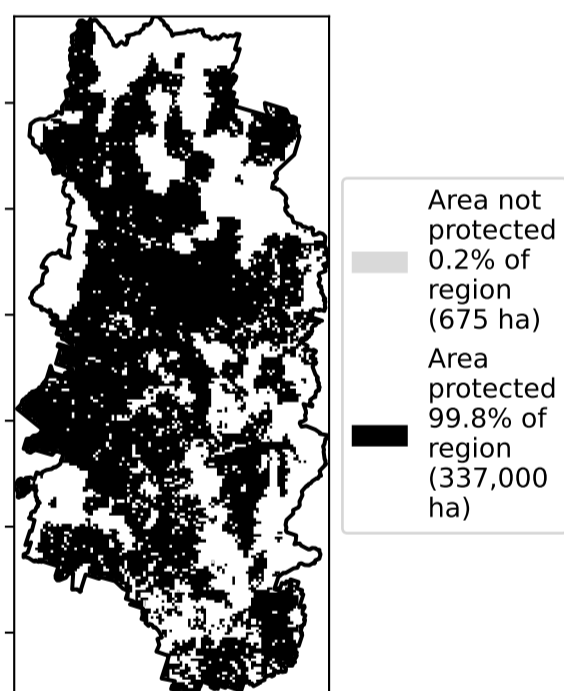 Area not
protected
0.2% of
region
(675 ha)
Area
protected
99.8% of
region
(337,000
ha)